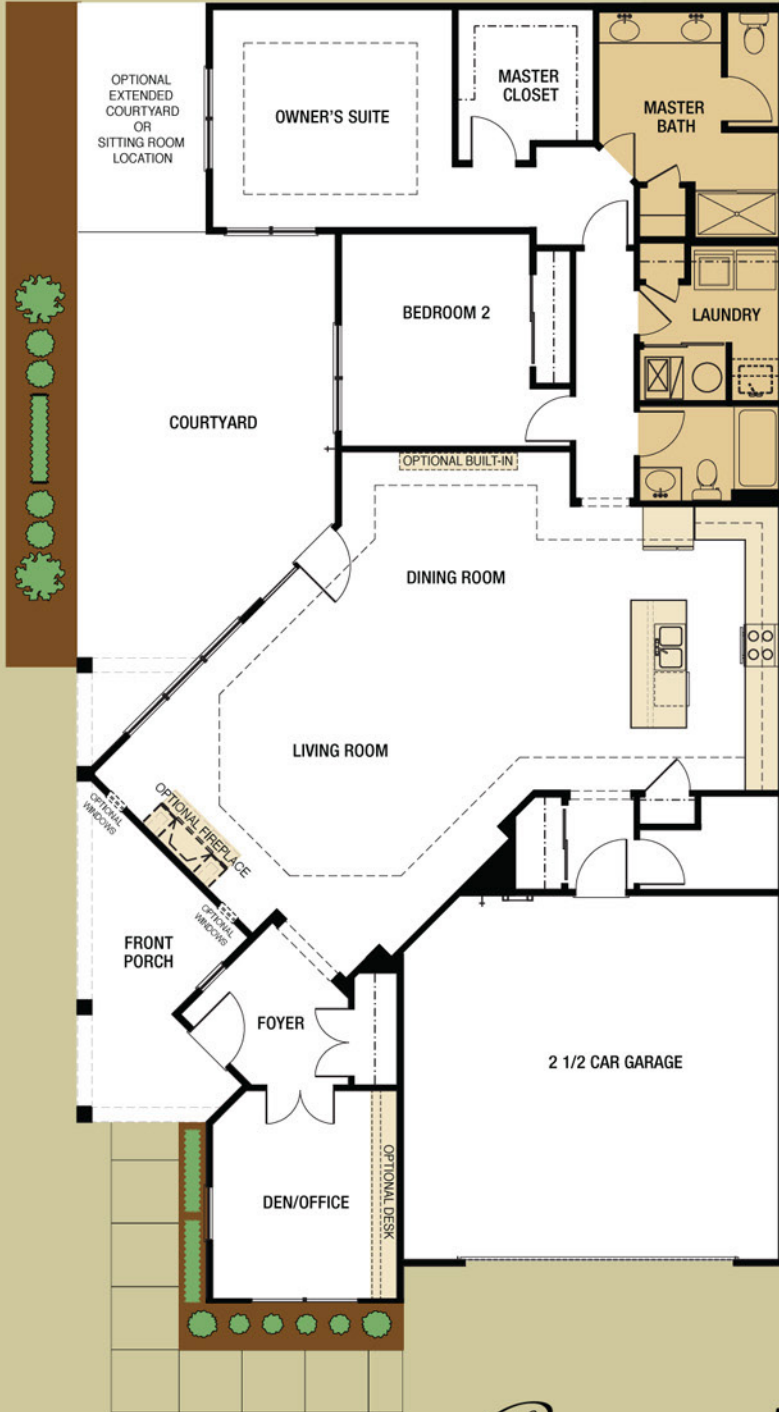 OPTIONAL
EXTENDED
COURTYARD
OR
SITTING ROOM
LOCATION
OWNER'S SUITE
MASTER
CLOSET
MASTER
BATH
BEDROOM 2
LAUNDRY
COURTYARD
OPTIONAL BUILT-IN
DINING ROOM
LIVING ROOM
OPTIONAL
WINDOWS
OPTIONAL FIREPLACE
OPTIONAL
WINDOWS
FRONT
PORCH
FOYER
2 1/2 CAR GARAGE
DEN/OFFICE
OPTIONAL DESK